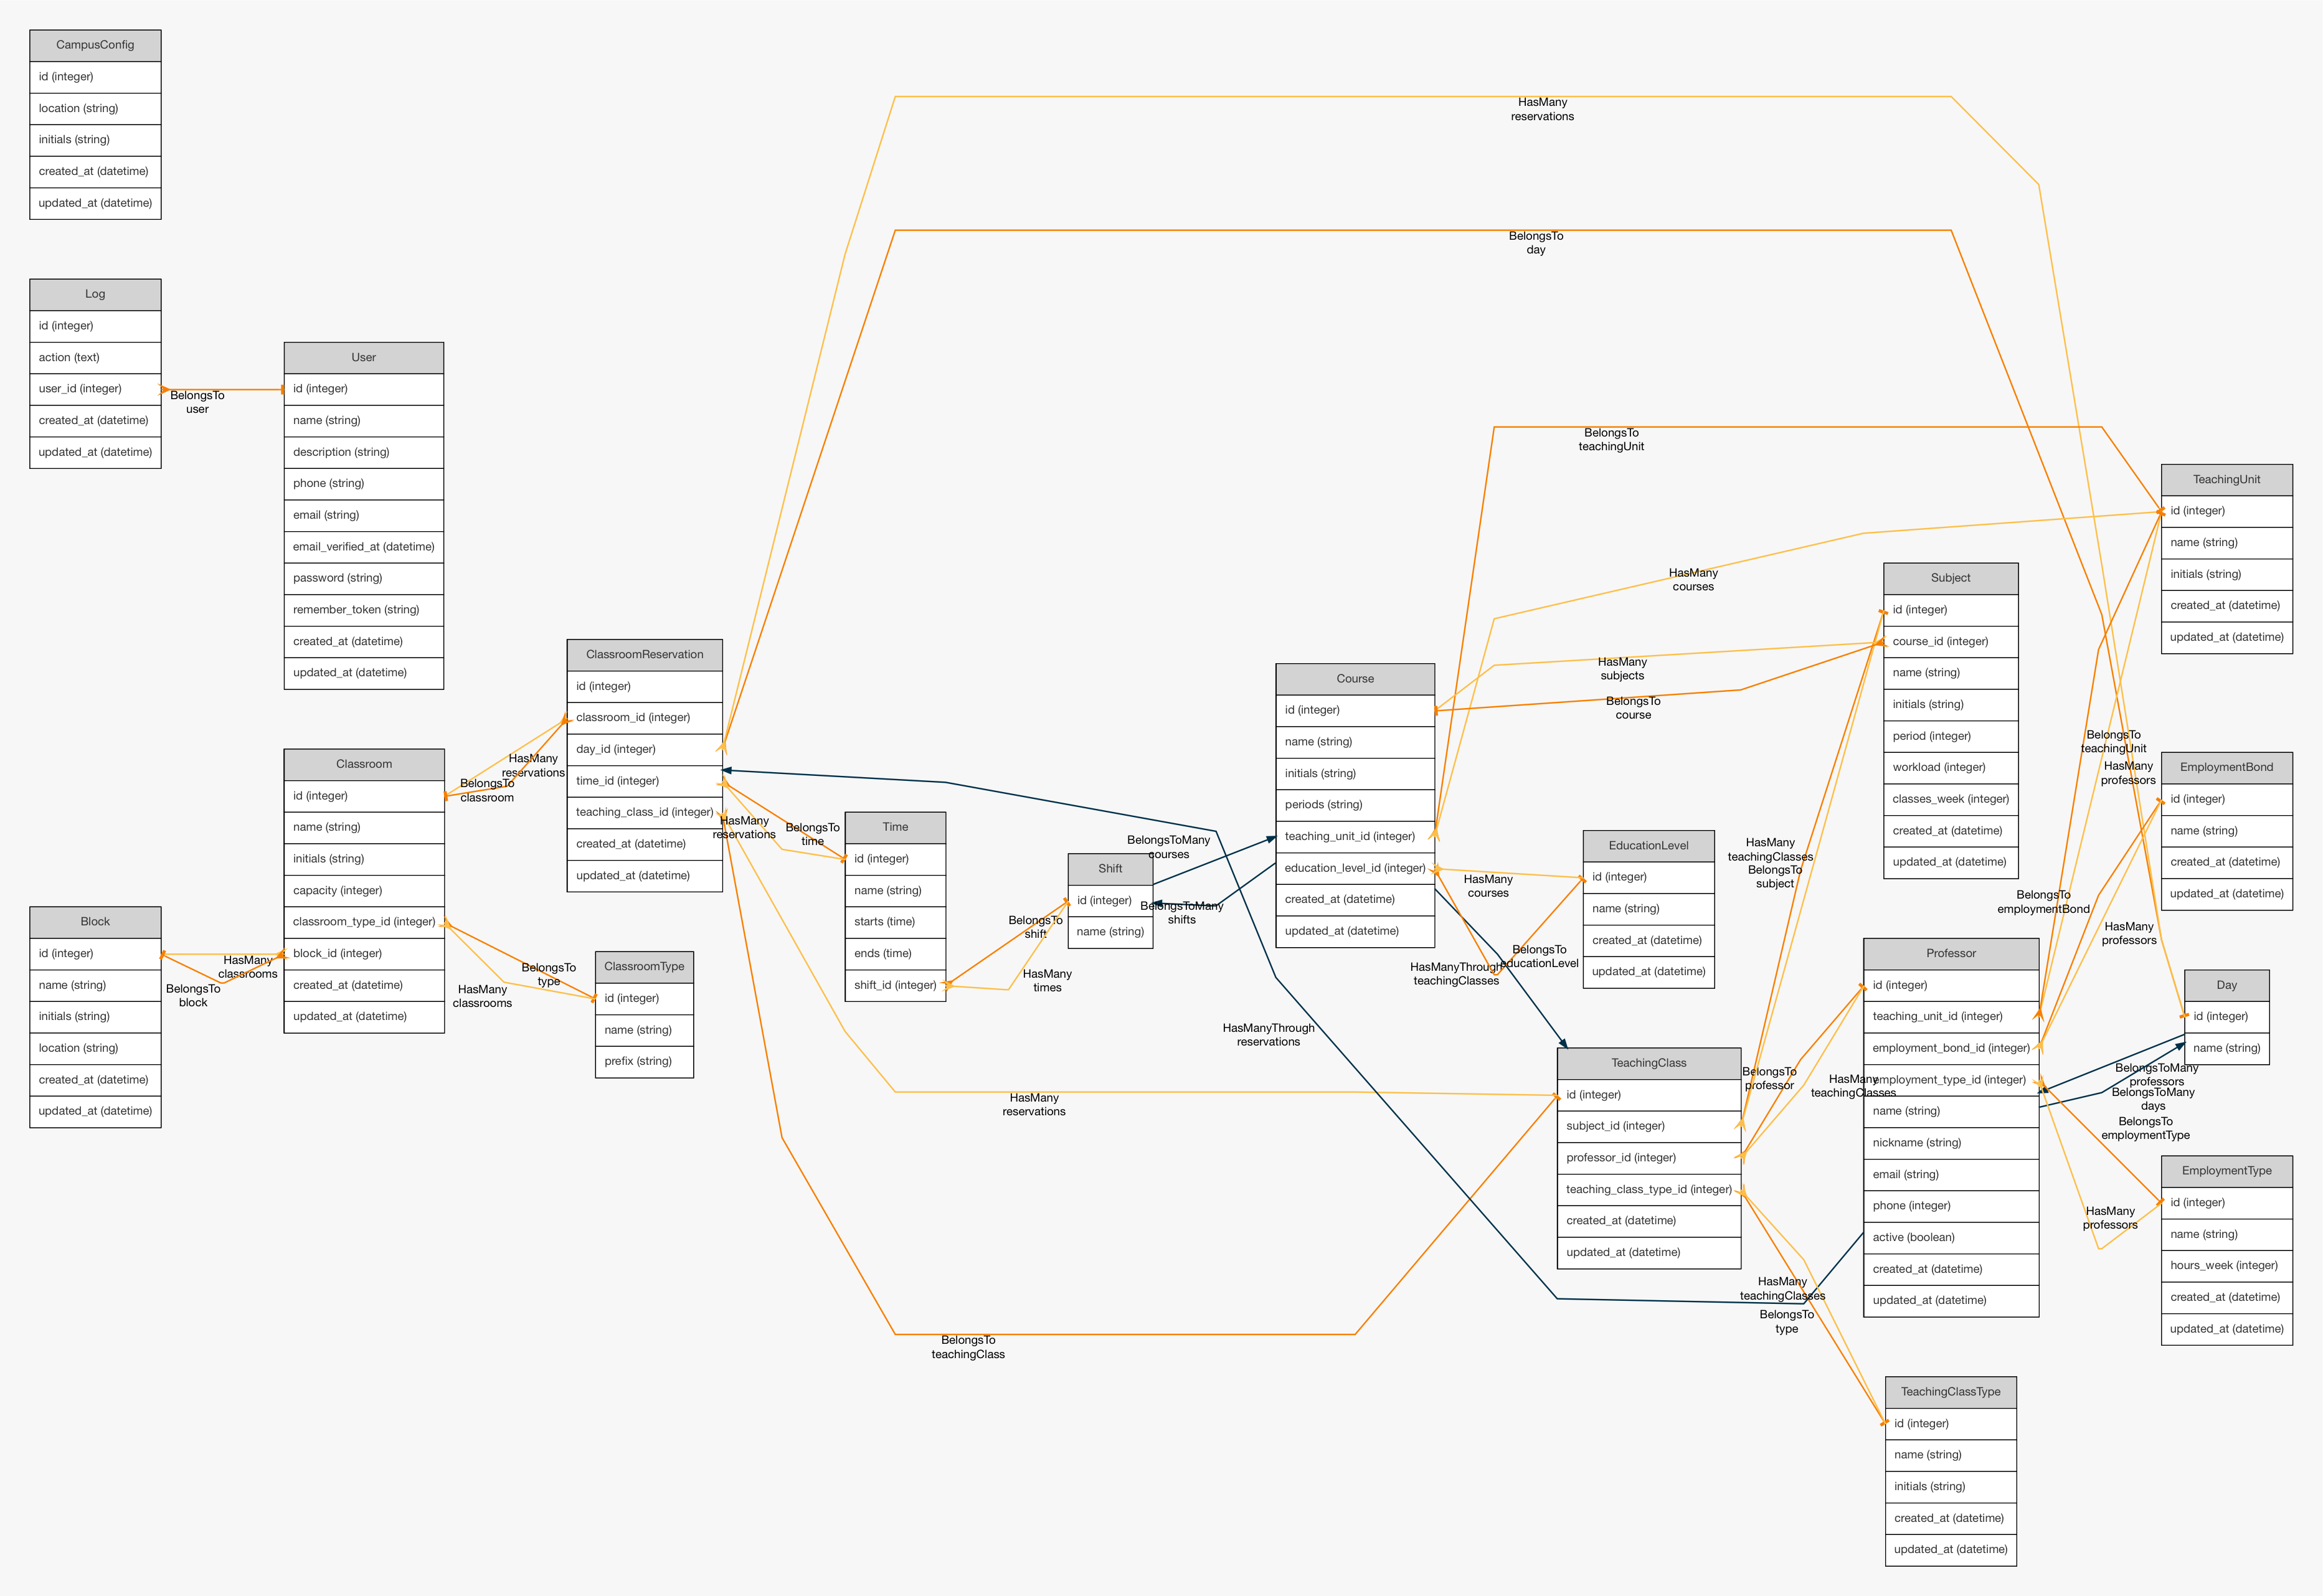 CampusConfig
id (integer)
location (string)
initials (string)
created_at (datetime)
updated_at (datetime)
Log
id (integer)
action (text)
user_id (integer)
created_at (datetime)
updated_at (datetime)
BelongsTo
user
User
id (integer)
name (string)
description (string)
phone (string)
email (string)
email_verified_at (datetime)
password (string)
remember_token (string)
created_at (datetime)
updated_at (datetime)
Block
id (integer)
name (string)
initials (string)
location (string)
created_at (datetime)
updated_at (datetime)
HasMany
classrooms
BelongsTo
block
Classroom
id (integer)
name (string)
initials (string)
capacity (integer)
classroom_type_id (integer)
block_id (integer)
created_at (datetime)
updated_at (datetime)
HasMany
reservations
BelongsTo
classroom
BelongsTo
type
HasMany
classrooms
ClassroomReservation
id (integer)
classroom_id (integer)
day_id (integer)
time_id (integer)
teaching_class_id (integer)
created_at (datetime)
updated_at (datetime)
ClassroomType
id (integer)
name (string)
prefix (string)
HasMany
reservations
BelongsTo
time
Time
id (integer)
name (string)
starts (time)
ends (time)
shift_id (integer)
BelongsTo
shift
HasMany
times
Shift
id (integer)
name (string)
BelongsToMany
courses
BelongsToMany
shifts
HasMany
reservations
BelongsTo
day
HasManyThrough
reservations
HasMany
reservations
BelongsTo
teachingClass
Course
id (integer)
name (string)
initials (string)
periods (string)
teaching_unit_id (integer)
education_level_id (integer)
created_at (datetime)
updated_at (datetime)
BelongsTo
teachingUnit
HasMany
courses
HasMany
subjects
BelongsTo
course
HasMany
courses
HasManyThrough
teachingClasses
BelongsTo
educationLevel
EducationLevel
id (integer)
name (string)
created_at (datetime)
updated_at (datetime)
TeachingClass
id (integer)
subject_id (integer)
professor_id (integer)
teaching_class_type_id (integer)
created_at (datetime)
updated_at (datetime)
HasMany
teachingClasses
BelongsTo
subject
BelongsTo
professor
HasMany
teachingClasses
HasMany
teachingClasses
BelongsTo
type
Subject
id (integer)
course_id (integer)
name (string)
initials (string)
period (integer)
workload (integer)
classes_week (integer)
created_at (datetime)
updated_at (datetime)
Professor
id (integer)
teaching_unit_id (integer)
employment_bond_id (integer)
employment_type_id (integer)
name (string)
nickname (string)
email (string)
phone (integer)
active (boolean)
created_at (datetime)
updated_at (datetime)
TeachingClassType
id (integer)
name (string)
initials (string)
created_at (datetime)
updated_at (datetime)
BelongsTo
teachingUnit
HasMany
professors
BelongsTo
employmentBond
HasMany
professors
BelongsToMany
professors
BelongsToMany
days
BelongsTo
employmentType
HasMany
professors
TeachingUnit
id (integer)
name (string)
initials (string)
created_at (datetime)
updated_at (datetime)
EmploymentBond
id (integer)
name (string)
created_at (datetime)
updated_at (datetime)
Day
id (integer)
name (string)
EmploymentType
id (integer)
name (string)
hours_week (integer)
created_at (datetime)
updated_at (datetime)